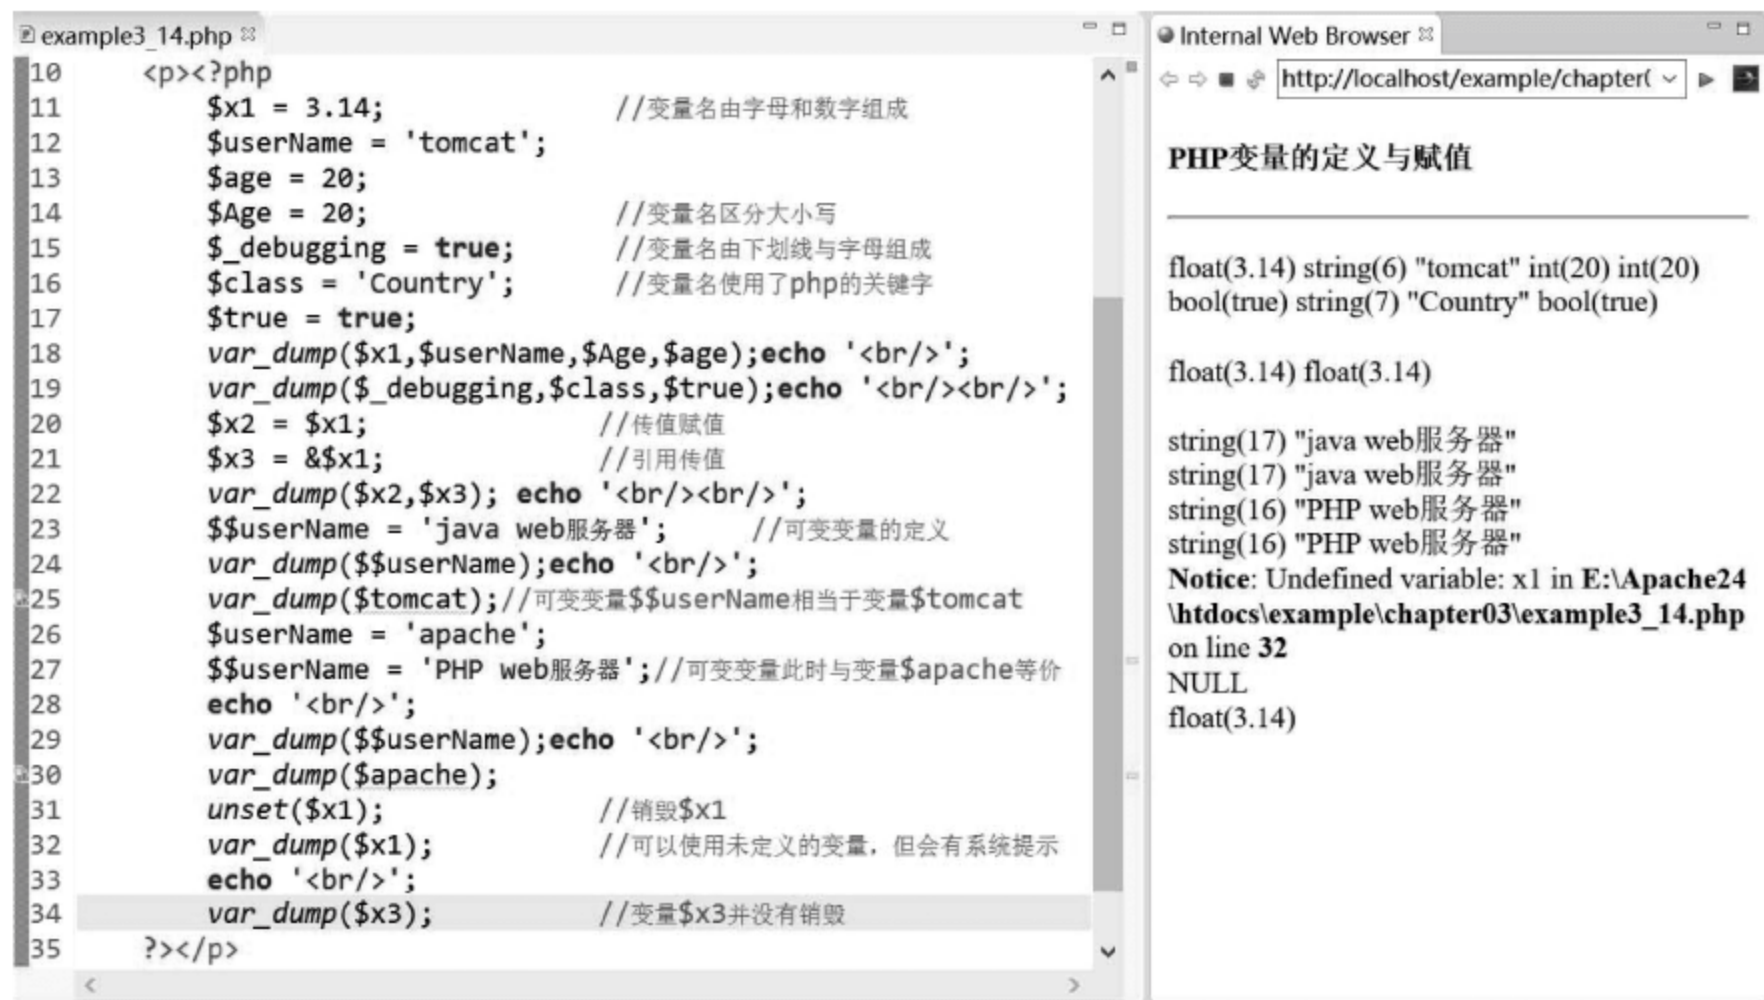 example3_14.php
10 <p><?php
11 $x1 = 3.14; //变量名由字母和数字组成
12 $userName = 'tomcat';
13 $age = 20;
14 $Age = 20; //变量名区分大小写
15 $_debugging = true; //变量名由下划线与字母组成
16 $class = 'Country'; //变量名使用了php的关键字
17 $true = true;
18 var_dump($x1,$userName,$Age,$age);echo '<br/>';
19 var_dump($_debugging,$class,$true);echo '<br/><br/>';
20 $x2 = $x1; //传值赋值
21 $x3 = &$x1; //引用传值
22 var_dump($x2,$x3); echo '<br/><br/>';
23 $$userName = 'java web服务器'; //可变变量的定义
24 var_dump($$userName);echo '<br/>';
25 var_dump($tomcat);//可变变量$$userName相当于变量$tomcat
26 $userName = 'apache';
27 $$userName = 'PHP web服务器';//可变变量此时与变量$apache等价
28 echo '<br/>';
29 var_dump($$userName);echo '<br/>';
30 var_dump($apache);
31 unset($x1); //销毁$x1
32 var_dump($x1); //可以使用未定义的变量，但会有系统提示
33 echo '<br/>';
34 var_dump($x3); //变量$x3并没有销毁
35 ?></p>
Internal Web Browser
http://localhost/example/chapter(
PHP变量的定义与赋值
float(3.14) string(6) "tomcat" int(20) int(20)
bool(true) string(7) "Country" bool(true)
float(3.14) float(3.14)
string(17) "java web服务器"
string(17) "java web服务器"
string(16) "PHP web服务器"
string(16) "PHP web服务器"
Notice: Undefined variable: x1 in E:\Apache24
\htdocs\example\chapter03\example3_14.php
on line 32
NULL
float(3.14)